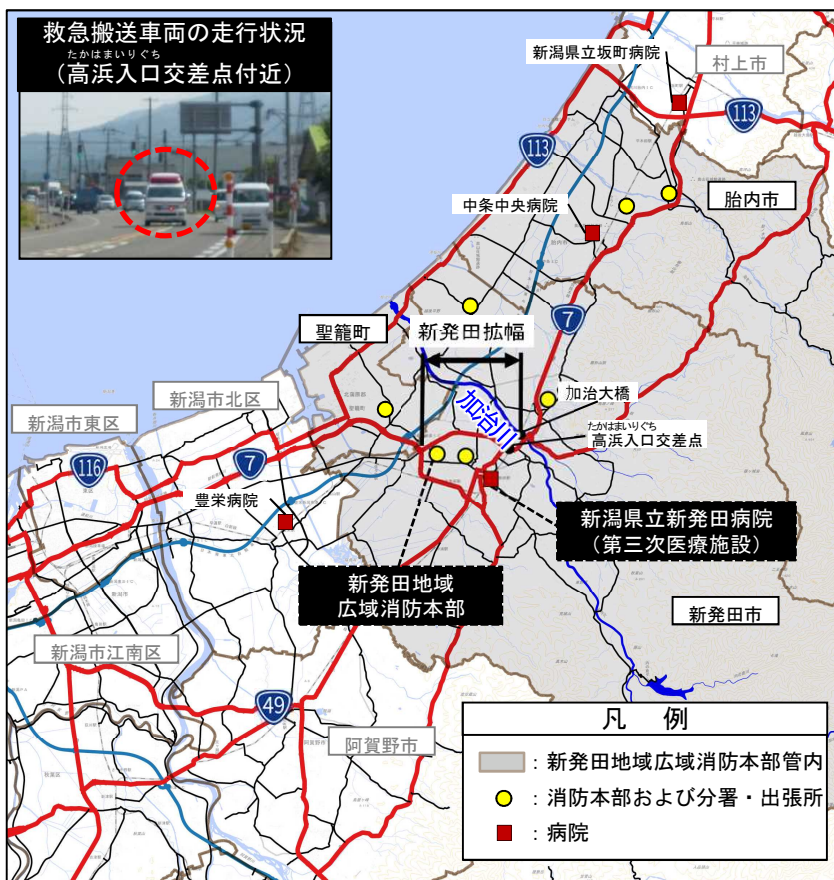 救急搬送車両の走行状況
たかはまいりぐち
（高浜入口交差点付近）
新潟県立坂町病院
村上市
113
113
中条中央病院
胎内市
7
聖籠町
新発田拡幅
新潟市北区
新潟市東区
加治川
加治大橋
たかはまいりぐち
高浜入口交差点
116
7
豊栄病院
新潟県立新発田病院
（第三次医療施設）
新発田地域
広域消防本部
新発田市
新潟市江南区
49
阿賀野市
凡 例
：新発田地域広域消防本部管内
：消防本部および分署・出張所
：病院